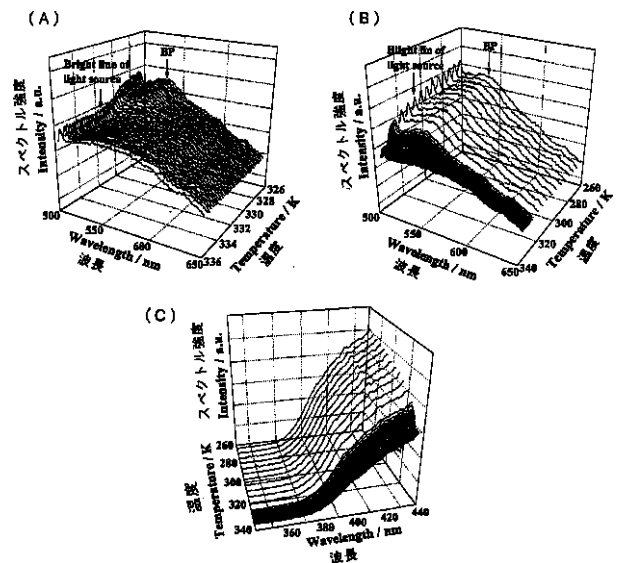 (A)
BP
Bright line of
light source
スペクトル強度
Intensity / a.u.
500
550
600
650
Wavelength / nm
波長
326
328
330
332
334
336
Temperature / K
温度
(B)
BP
light source
スペクトル強度
Intensity / a.u.
500
550
600
650
Wavelength / nm
波長
260
280
300
320
340
Temperature / K
温度
(C)
スペクトル強度
Intensity / a.u.
260
280
300
320
340
温度
Temperature / K
360
380
400
420
440
Wavelength / nm
波長